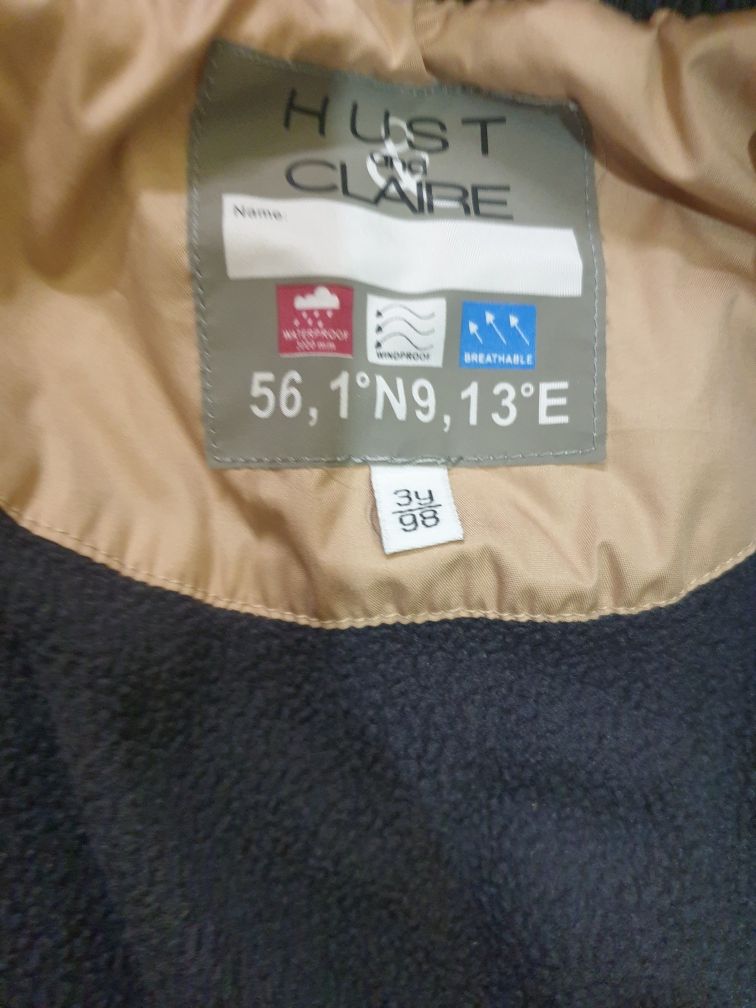 HUST
&
and
CLAIRE
Name:
WATERPROOF
WINDPROOF
BREATHABLE
56,1°N9,13°E
3y
98